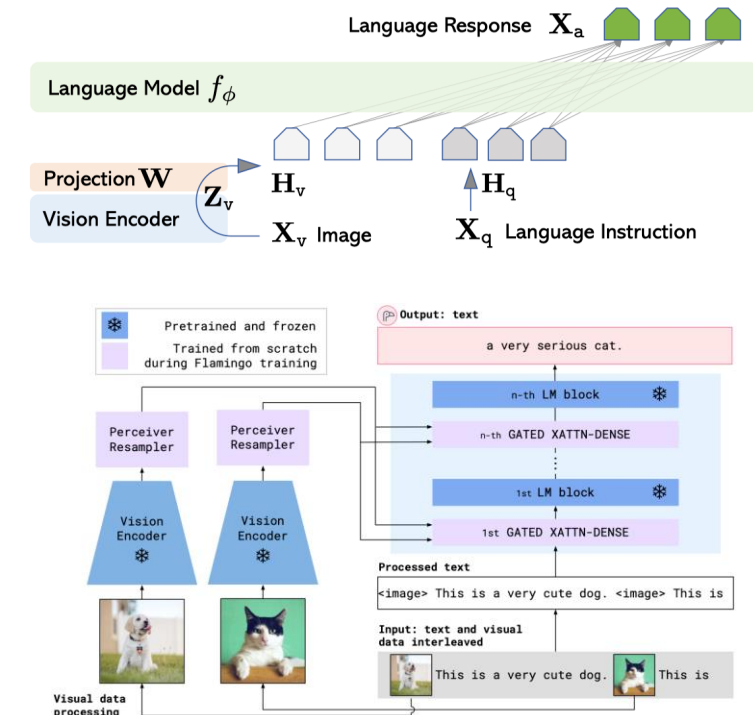 Language Response X_a
Language Model f_ϕ
Projection W
Z_v
H_v
H_q
Vision Encoder
X_v Image
X_q Language Instruction
Pretrained and frozen
Trained from scratch
during Flamingo training
Output: text
a very serious cat.
n-th LM block
n-th GATED XATTN-DENSE
1st LM block
1st GATED XATTN-DENSE
Perceiver
Resampler
Perceiver
Resampler
Vision
Encoder
Vision
Encoder
Processed text
<image> This is a very cute dog. <image> This is
Input: text and visual
data interleaved
This is a very cute dog.
This is
Visual data
processing